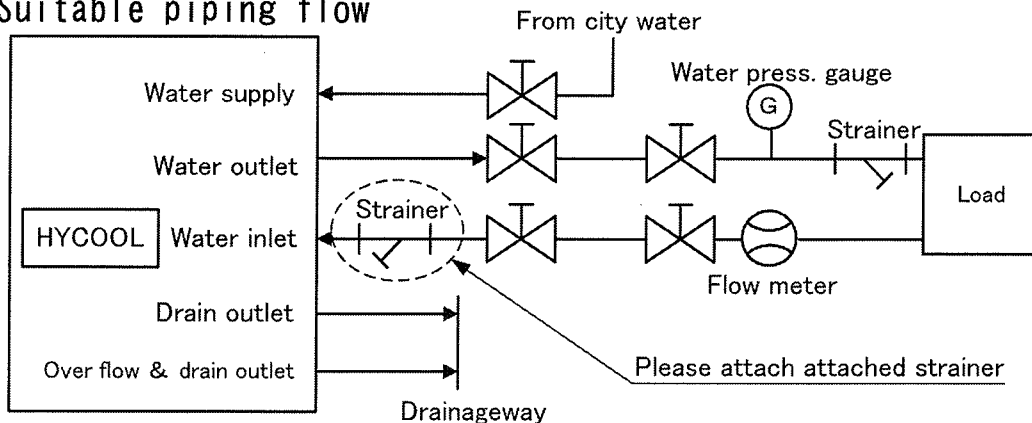 Suitable piping flow
From city water
Water supply
Water press. gauge
G
Strainer
Water outlet
Load
Strainer
HYCOOL
Water inlet
Flow meter
Drain outlet
Over flow & drain outlet
Please attach attached strainer
Drainageway